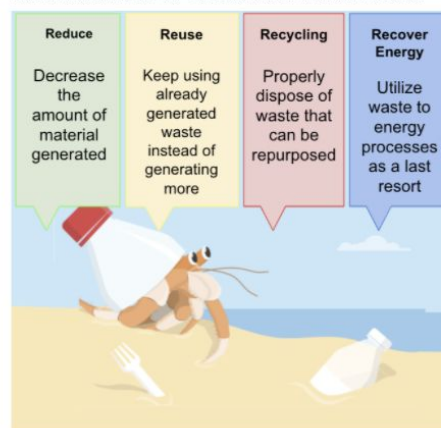 Reduce
Decrease
the
amount of
material
generated
Reuse
Keep using
already
generated
waste
instead of
generating
more
Recycling
Properly
dispose of
waste that
can be
repurposed
Recover
Energy
Utilize
waste to
energy
processes
as a last
resort